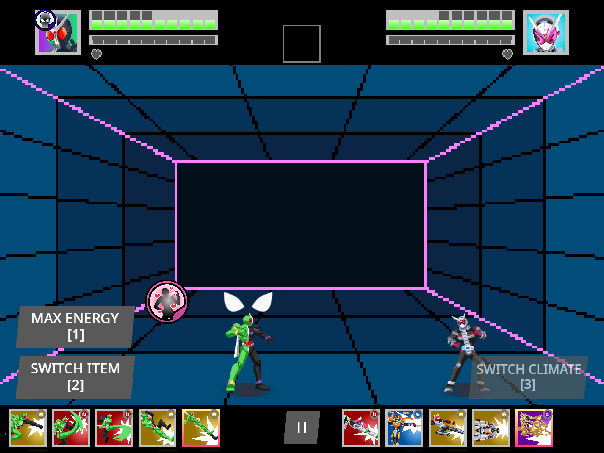 MAX ENERGY
[1]
SWITCH ITEM
[2]
SWITCH CLIMATE
[3]